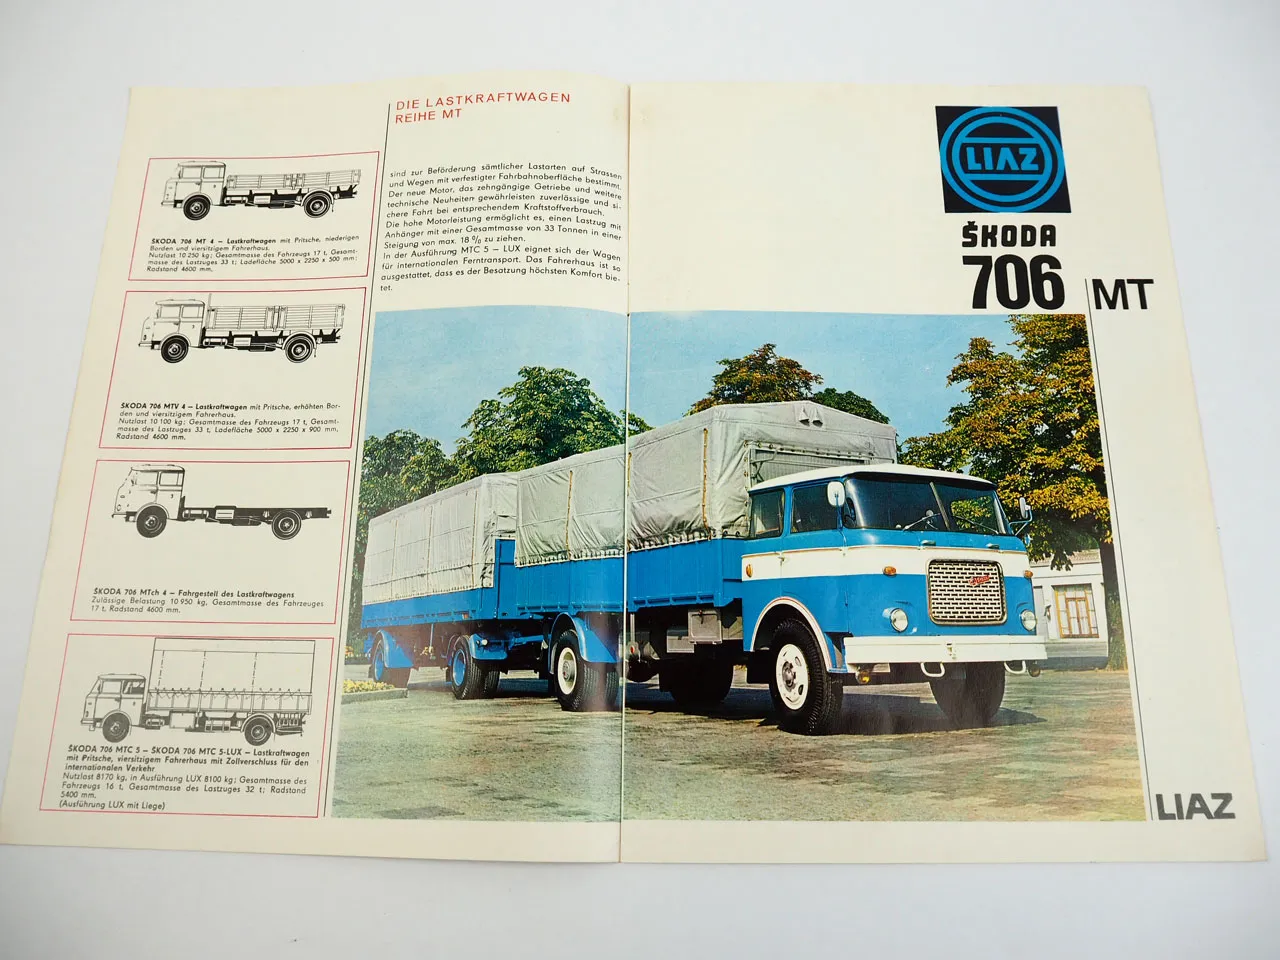 DIE LASTKRAFTWAGEN
REIHE MT
sind zur Beförderung sämtlicher Lastarten auf Strassen
und Wegen mit verfestigter Fahrbahnoberfläche bestimmt.
Der neue Motor, das zehngängige Getriebe und weitere
technische Neuheiten gewährleisten zuverlässige und si-
chere Fahrt bei entsprechendem Kraftstoffverbrauch.
Die hohe Motorleistung ermöglicht es, einen Lastzug mit
Anhänger mit einer Gesamtmasse von 33 Tonnen in einer
Steigung von max. 18 % zu ziehen.
In der Ausführung MTC 5 – LUX eignet sich der Wagen
für internationalen Ferntransport. Das Fahrerhaus ist so
ausgestattet, dass es der Besatzung höchsten Komfort bie-
tet.
ŠKODA 706 MT 4 – Lastkraftwagen mit Pritsche, niederigen
Borden und viersitzigem Fahrerhaus.
Nutzlast 10 250 kg; Gesamtmasse des Fahrzeugs 17 t, Gesamt-
masse des Lastzuges 33 t; Ladefläche 5000 x 2250 x 500 mm;
Radstand 4600 mm.
ŠKODA 706 MTV 4 – Lastkraftwagen mit Pritsche, erhöhten Bor-
den und viersitzigem Fahrerhaus.
Nutzlast 10 100 kg; Gesamtmasse des Fahrzeugs 17 t, Gesamt-
masse des Lastzuges 33 t, Ladefläche 5000 x 2250 x 900 mm,
Radstand 4600 mm.
ŠKODA 706 MTch 4 – Fahrgestell des Lastkraftwagens
Zulässige Belastung 10 950 kg, Gesamtmasse des Fahrzeuges
17 t, Radstand 4600 mm.
ŠKODA 706 MTC 5 – ŠKODA 706 MTC 5-LUX – Lastkraftwagen
mit Pritsche, viersitzigem Fahrerhaus mit Zollverschluss für den
internationalen Verkehr
Nutzlast 8170 kg, in Ausführung LUX 8100 kg; Gesamtmasse des
Fahrzeugs 16 t, Gesamtmasse des Lastzuges 32 t; Radstand
5400 mm.
(Ausführung LUX mit Liege)
LIAZ
ŠKODA
706 MT
LIAZ